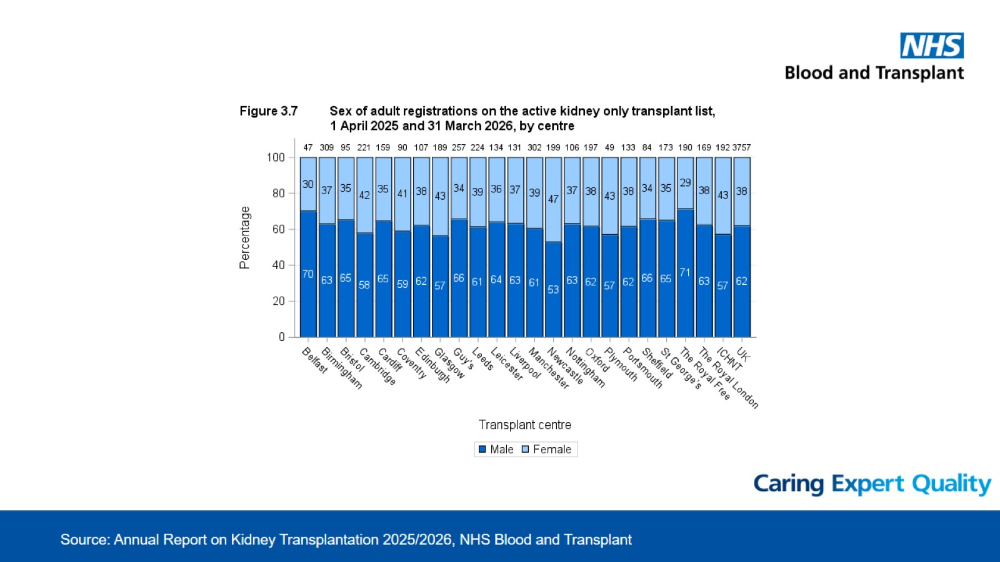 NHS
Blood and Transplant
Figure 3.7 Sex of adult registrations on the active kidney only transplant list,
1 April 2025 and 31 March 2026, by centre
47 309 95 221 159 90 107 189 257 224 134 131 302 199 106 197 49 133 84 173 190 169 192 3757
100
80
60
40
20
0
Percentage
30 37 35 42 35 41 38 43 34 39 36 37 39 47 37 38 43 38 34 35 29 38 43 38
70 63 65 58 65 59 62 57 66 61 64 63 61 53 63 62 57 62 66 65 71 63 57 62
Belfast
Birmingham
Bristol
Cambridge
Cardiff
Coventry
Edinburgh
Glasgow
Guy's
Leeds
Leicester
Liverpool
Manchester
Newcastle
Nottingham
Oxford
Plymouth
Portsmouth
Sheffield
St George's
The Royal Free
The Royal London
ICHNT
UK
Transplant centre
Male Female
Caring Expert Quality
Source: Annual Report on Kidney Transplantation 2025/2026, NHS Blood and Transplant